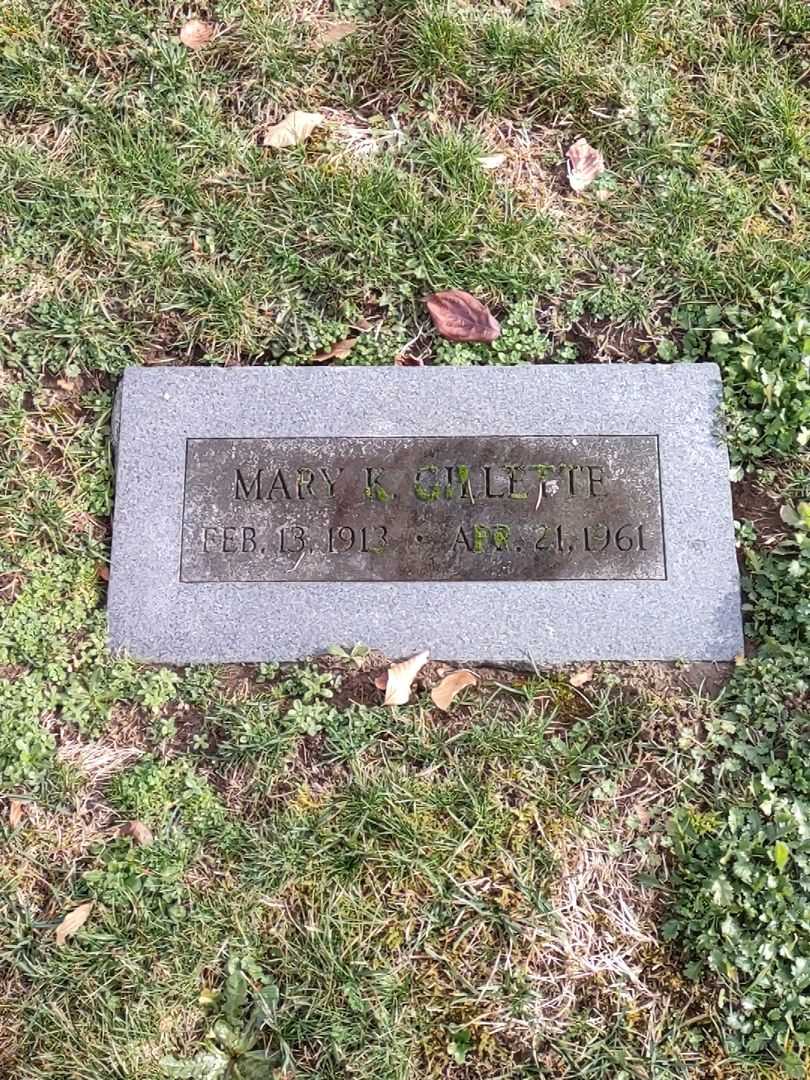 MARY K. GILLETTE
FEB. 13, 1913 · APR. 21, 1961